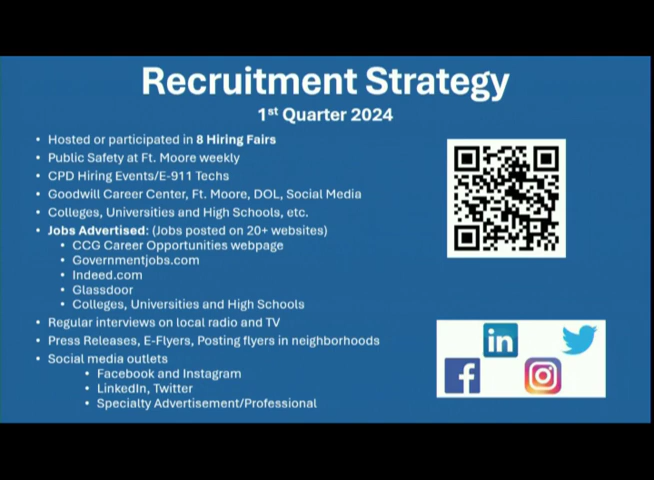 Recruitment Strategy
1st Quarter 2024
• Hosted or participated in 8 Hiring Fairs
• Public Safety at Ft. Moore weekly
• CPD Hiring Events/E-911 Techs
• Goodwill Career Center, Ft. Moore, DOL, Social Media
• Colleges, Universities and High Schools, etc.
• Jobs Advertised: (Jobs posted on 20+ websites)
• CCG Career Opportunities webpage
• Governmentjobs.com
• Indeed.com
• Glassdoor
• Colleges, Universities and High Schools
• Regular interviews on local radio and TV
• Press Releases, E-Flyers, Posting flyers in neighborhoods
• Social media outlets
• Facebook and Instagram
• LinkedIn, Twitter
• Specialty Advertisement/Professional
in
f